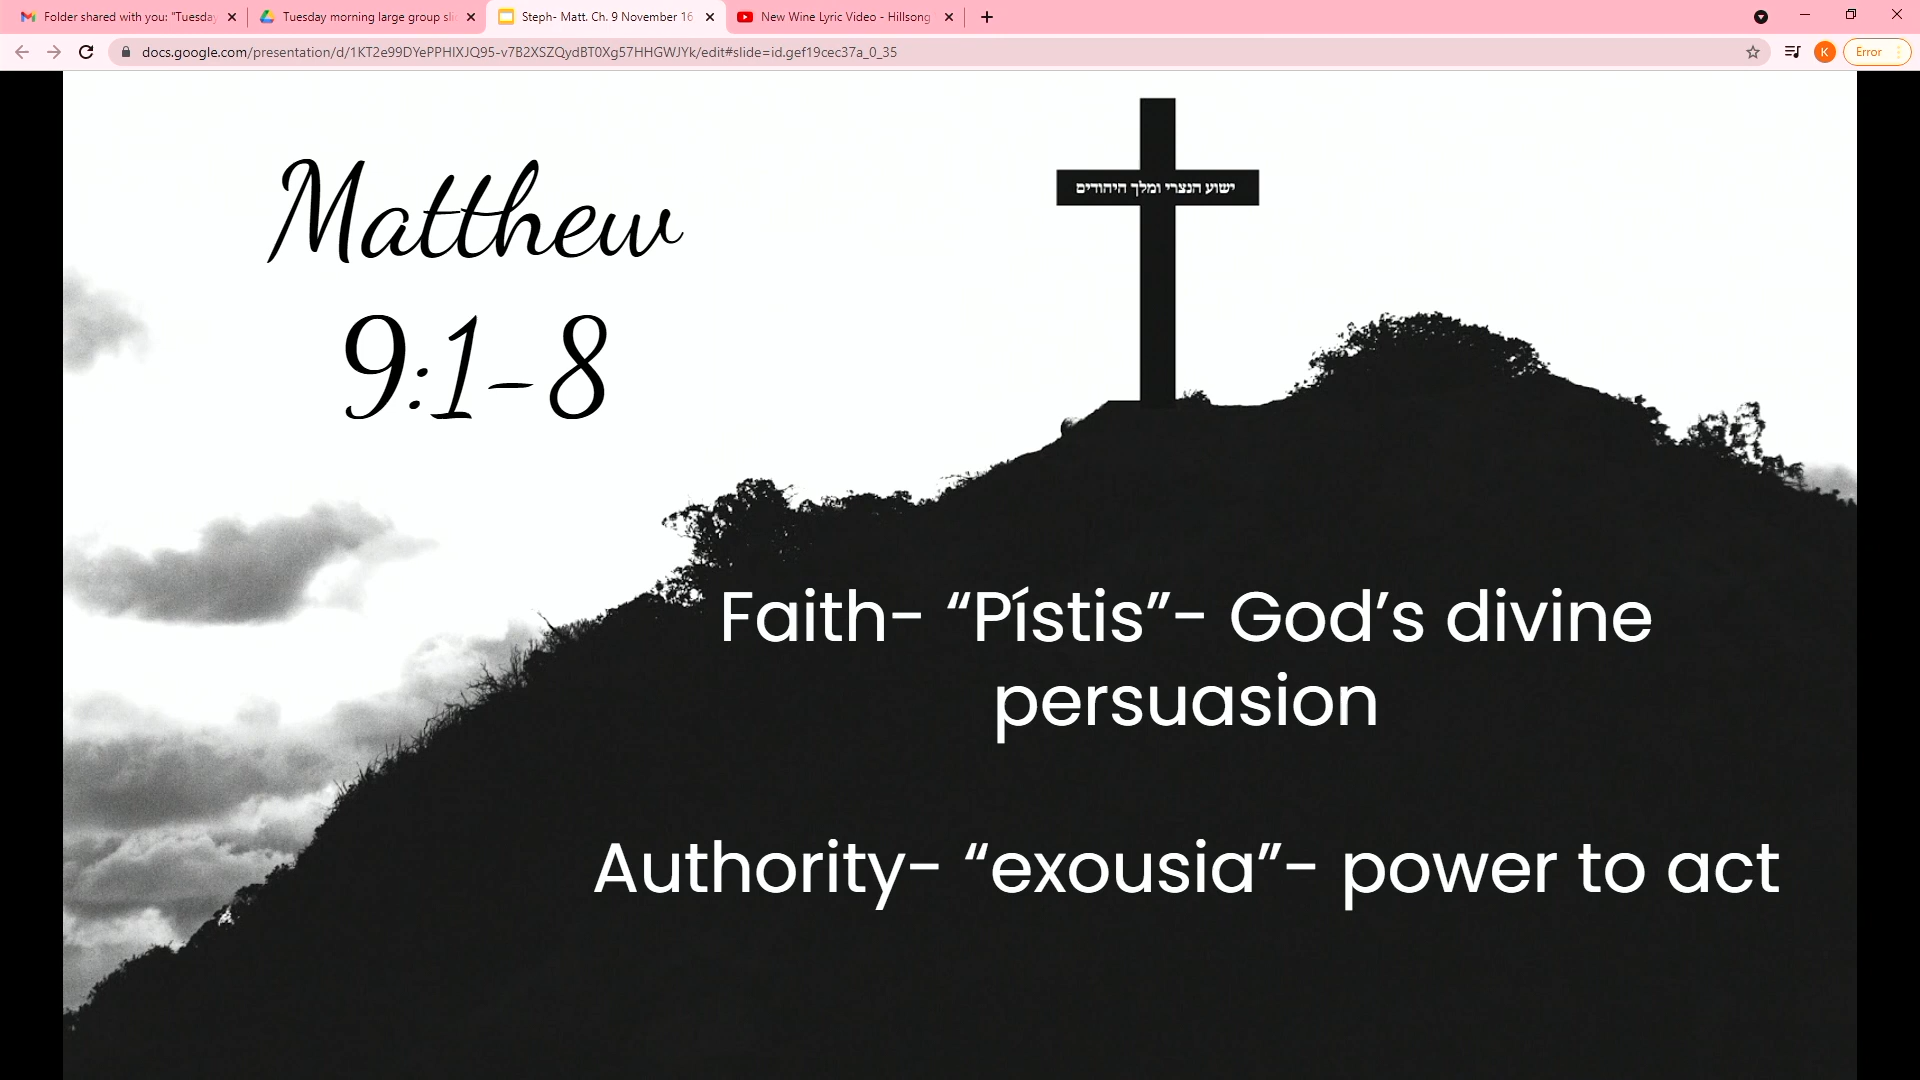 Folder shared with you: "Tuesda
Tuesday morning large group sli
Steph- Matt. Ch. 9 November 16
New Wine Lyric Video - Hillsong
docs.google.com/presentation/d/1KT2e99DYePPHIXJQ95-v7B2XSZQydBT0Xg57HHGWJYk/edit#slide=id.gef19cec37a_0_35
K
Error
Matthew
9:1-8
ישוע הנצרי ומלך היהודים
Faith- “Pístis”- God’s divine
persuasion
Authority- “exousia”- power to act